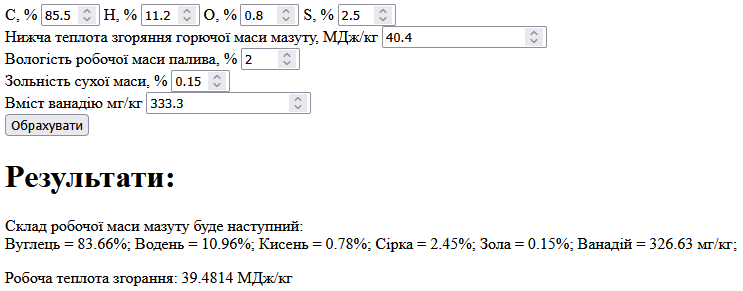 C, % 85.5 H, % 11.2 O, % 0.8 S, % 2.5
Нижча теплота згоряння горючої маси мазуту, МДж/кг 40.4
Вологість робочої маси палива, % 2
Зольність сухої маси, % 0.15
Вміст ванадію мг/кг 333.3
Обрахувати
Результати:
Склад робочої маси мазуту буде наступний:
Вуглець = 83.66%; Водень = 10.96%; Кисень = 0.78%; Сірка = 2.45%; Зола = 0.15%; Ванадій = 326.63 мг/кг;
Робоча теплота згорання: 39.4814 МДж/кг